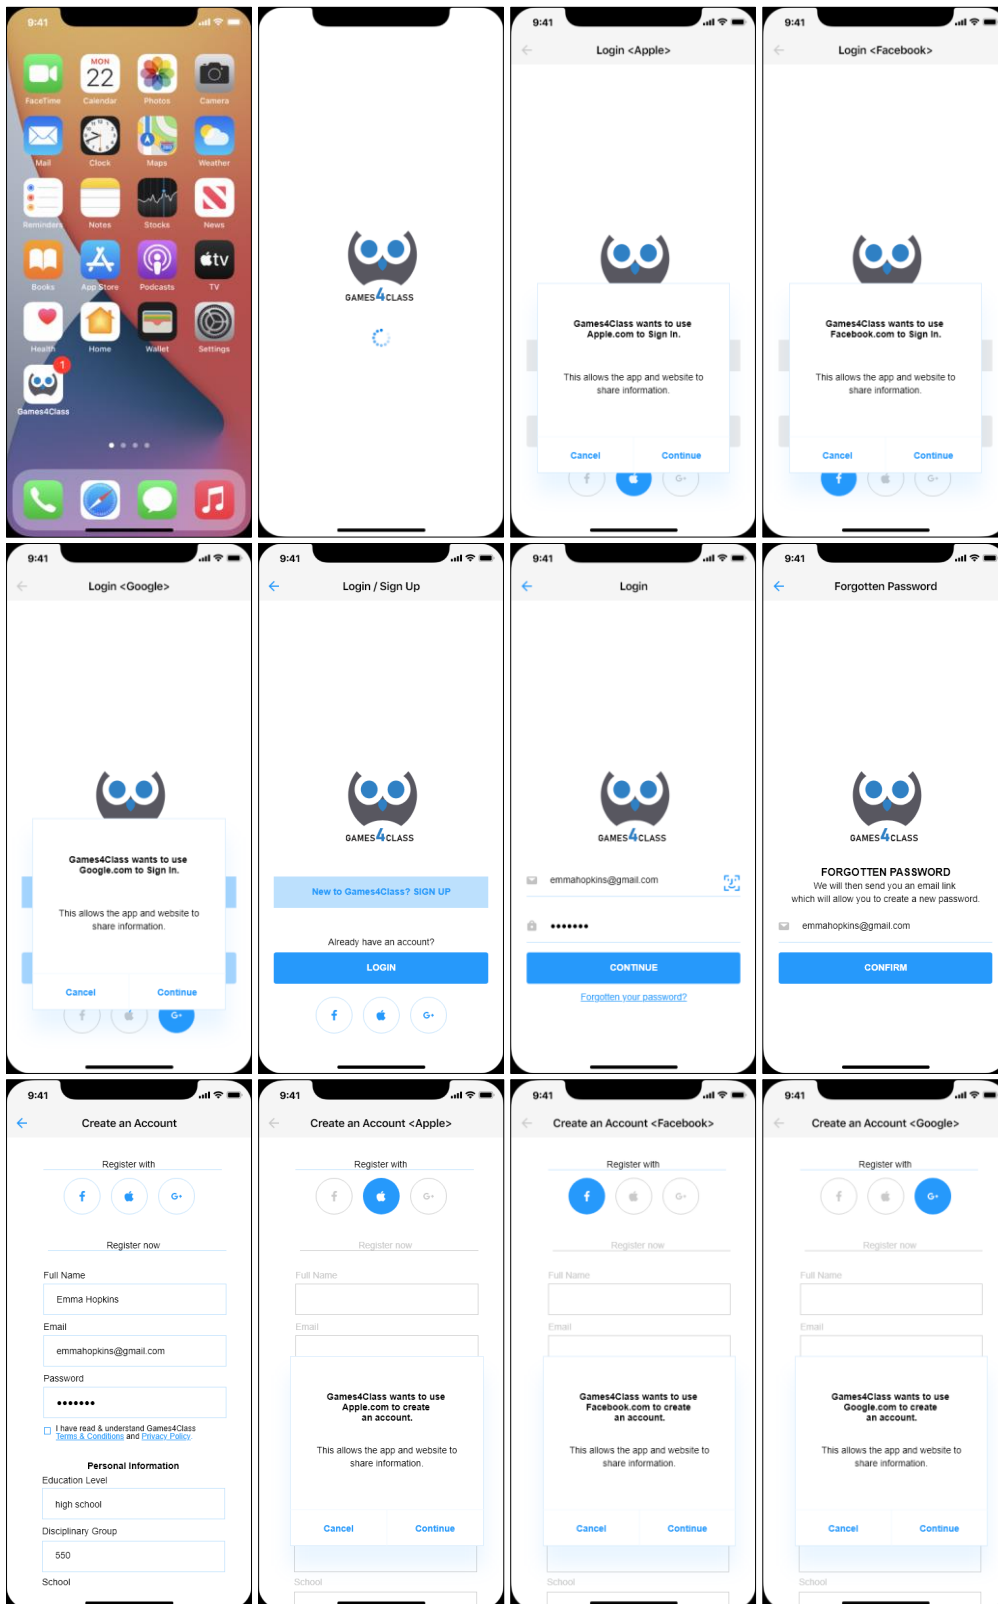 9:41
MON
22
FaceTime
Calendar
Photos
Camera
Mail
Clock
Maps
Weather
Reminders
Notes
Stocks
News
tv
Books
App Store
Podcasts
TV
Health
Home
Wallet
Settings
1
Games4Class
GAMES4CLASS
9:41
Login <Apple>
Games4Class wants to use
Apple.com to Sign In.
This allows the app and website to
share information.
Cancel
Continue
f
G+
9:41
Login <Facebook>
Games4Class wants to use
Facebook.com to Sign In.
This allows the app and website to
share information.
Cancel
Continue
f
G+
9:41
Login <Google>
Games4Class wants to use
Google.com to Sign In.
This allows the app and website to
share information.
Cancel
Continue
f
G+
9:41
Login / Sign Up
GAMES4CLASS
New to Games4Class? SIGN UP
Already have an account?
LOGIN
f
G+
9:41
Login
GAMES4CLASS
emmahopkins@gmail.com
•••••••
CONTINUE
Forgotten your password?
9:41
Forgotten Password
GAMES4CLASS
FORGOTTEN PASSWORD
We will then send you an email link
which will allow you to create a new password.
emmahopkins@gmail.com
CONFIRM
9:41
Create an Account
Register with
f
G+
Register now
Full Name
Emma Hopkins
Email
emmahopkins@gmail.com
Password
•••••••
I have read & understand Games4Class
Terms & Conditions and Privacy Policy.
Personal Information
Education Level
high school
Disciplinary Group
550
School
9:41
Create an Account <Apple>
Register with
f
G+
Register now
Full Name
Email
Games4Class wants to use
Apple.com to create
an account.
This allows the app and website to
share information.
Cancel
Continue
School
9:41
Create an Account <Facebook>
Register with
f
G+
Register now
Full Name
Email
Games4Class wants to use
Facebook.com to create
an account.
This allows the app and website to
share information.
Cancel
Continue
School
9:41
Create an Account <Google>
Register with
f
G+
Register now
Full Name
Email
Games4Class wants to use
Google.com to create
an account.
This allows the app and website to
share information.
Cancel
Continue
School